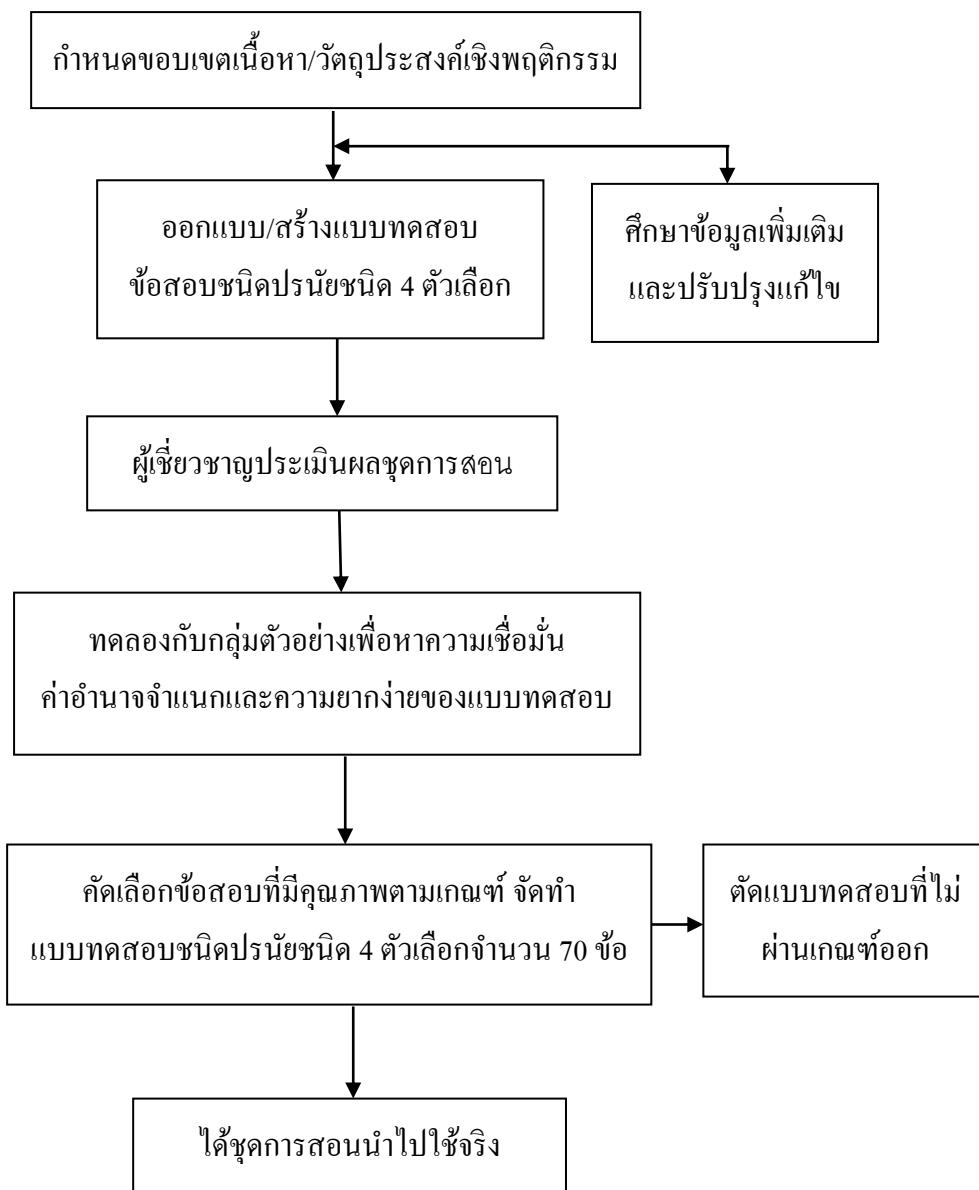 กำหนดขอบเขตเนื้อหา/วัตถุประสงค์เชิงพฤติกรรม
ออกแบบ/สร้างแบบทดสอบ
ข้อสอบชนิดปรนัยชนิด 4 ตัวเลือก
ศึกษาข้อมูลเพิ่มเติม
และปรับปรุงแก้ไข
ผู้เชี่ยวชาญประเมินผลชุดการสอน
ทดลองกับกลุ่มตัวอย่างเพื่อหาความเชื่อมั่น
ค่าอำนาจจำแนกและความยากง่ายของแบบทดสอบ
คัดเลือกข้อสอบที่มีคุณภาพตามเกณฑ์ จัดทำ
แบบทดสอบชนิดปรนัยชนิด 4 ตัวเลือกจำนวน 70 ข้อ
ตัดแบบทดสอบที่ไม่
ผ่านเกณฑ์ออก
ได้ชุดการสอนนำไปใช้จริง